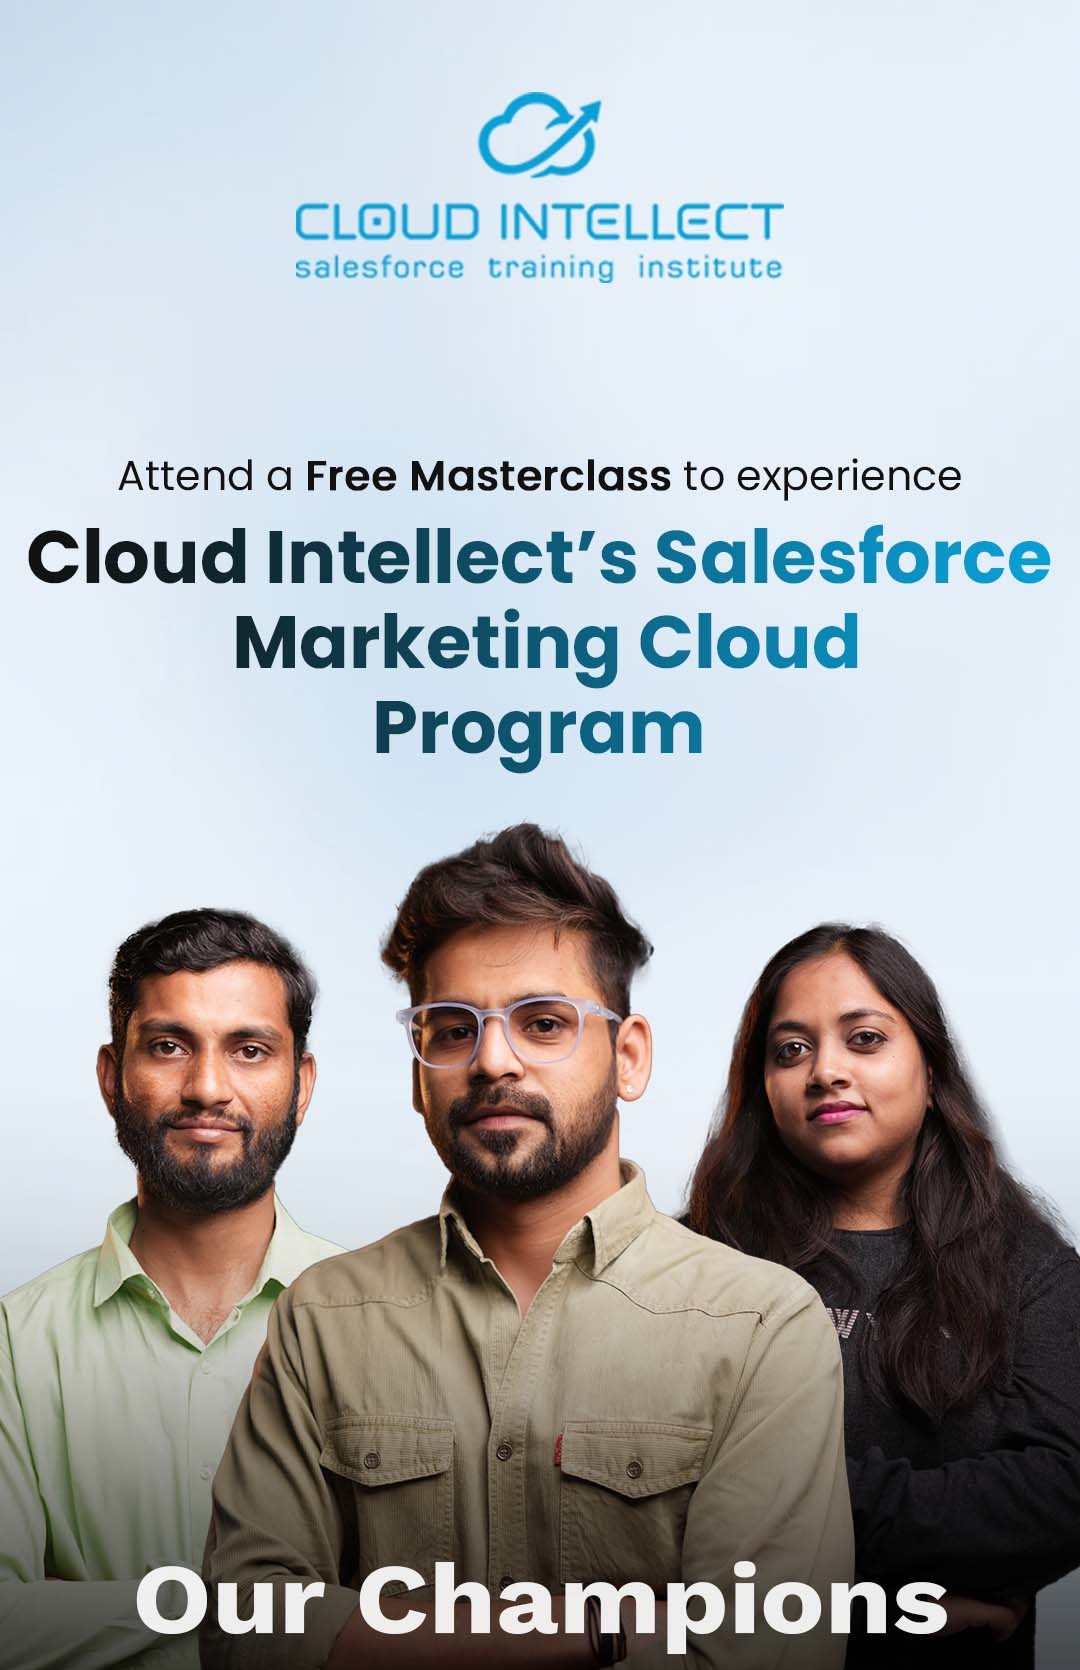 CLOUD INTELLECT
salesforce training institute
Attend a Free Masterclass to experience
Cloud Intellect’s Salesforce
Marketing Cloud
Program
Our Champions